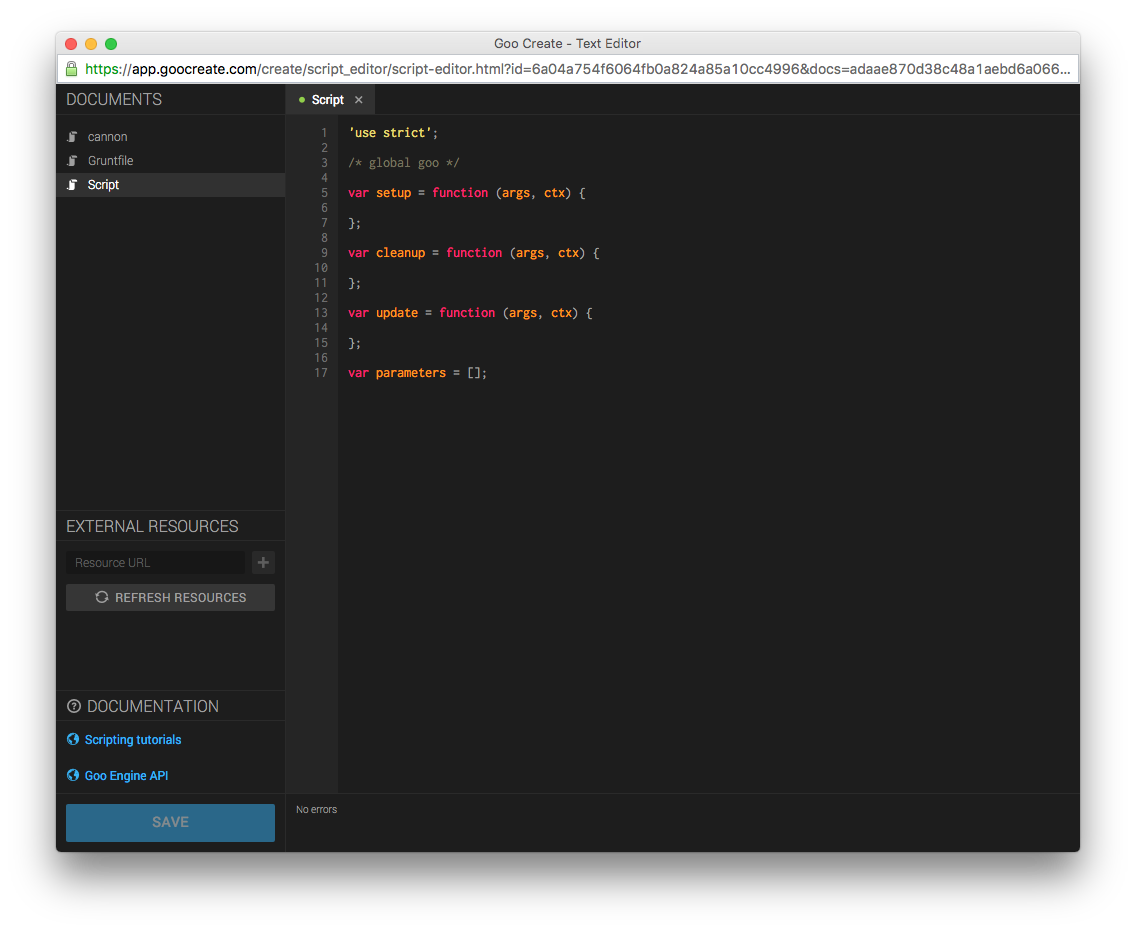 Goo Create - Text Editor
https://app.goocreate.com/create/script_editor/script-editor.html?id=6a04a754f6064fb0a824a85a10cc4996&docs=adaae870d38c48a1aebd6a066...
DOCUMENTS
cannon
Gruntfile
Script
EXTERNAL RESOURCES
Resource URL
REFRESH RESOURCES
DOCUMENTATION
Scripting tutorials
Goo Engine API
SAVE
Script ×
1 'use strict';
2
3 /* global goo */
4
5 var setup = function (args, ctx) {
6
7 };
8
9 var cleanup = function (args, ctx) {
10
11 };
12
13 var update = function (args, ctx) {
14
15 };
16
17 var parameters = [];
No errors